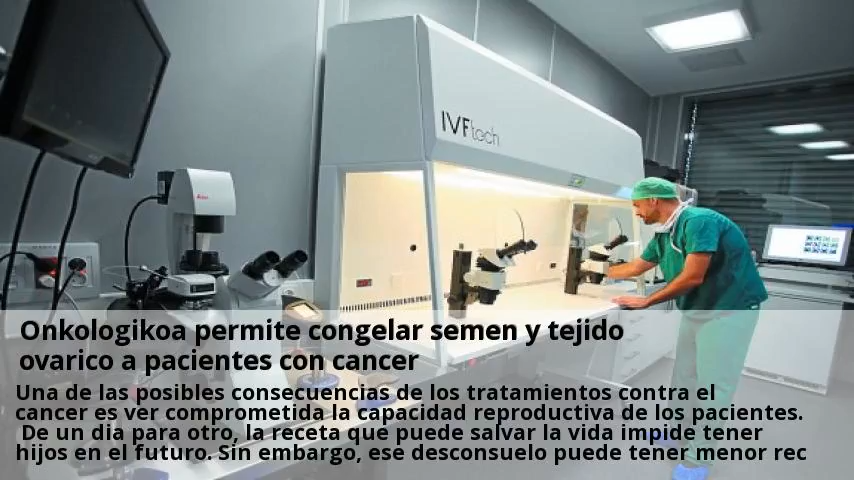 IVFtech
Onkologikoa permite congelar semen y tejido
ovarico a pacientes con cancer
Una de las posibles consecuencias de los tratamientos contra el
cancer es ver comprometida la capacidad reproductiva de los pacientes.
De un dia para otro, la receta que puede salvar la vida impide tener
hijos en el futuro. Sin embargo, ese desconsuelo puede tener menor rec